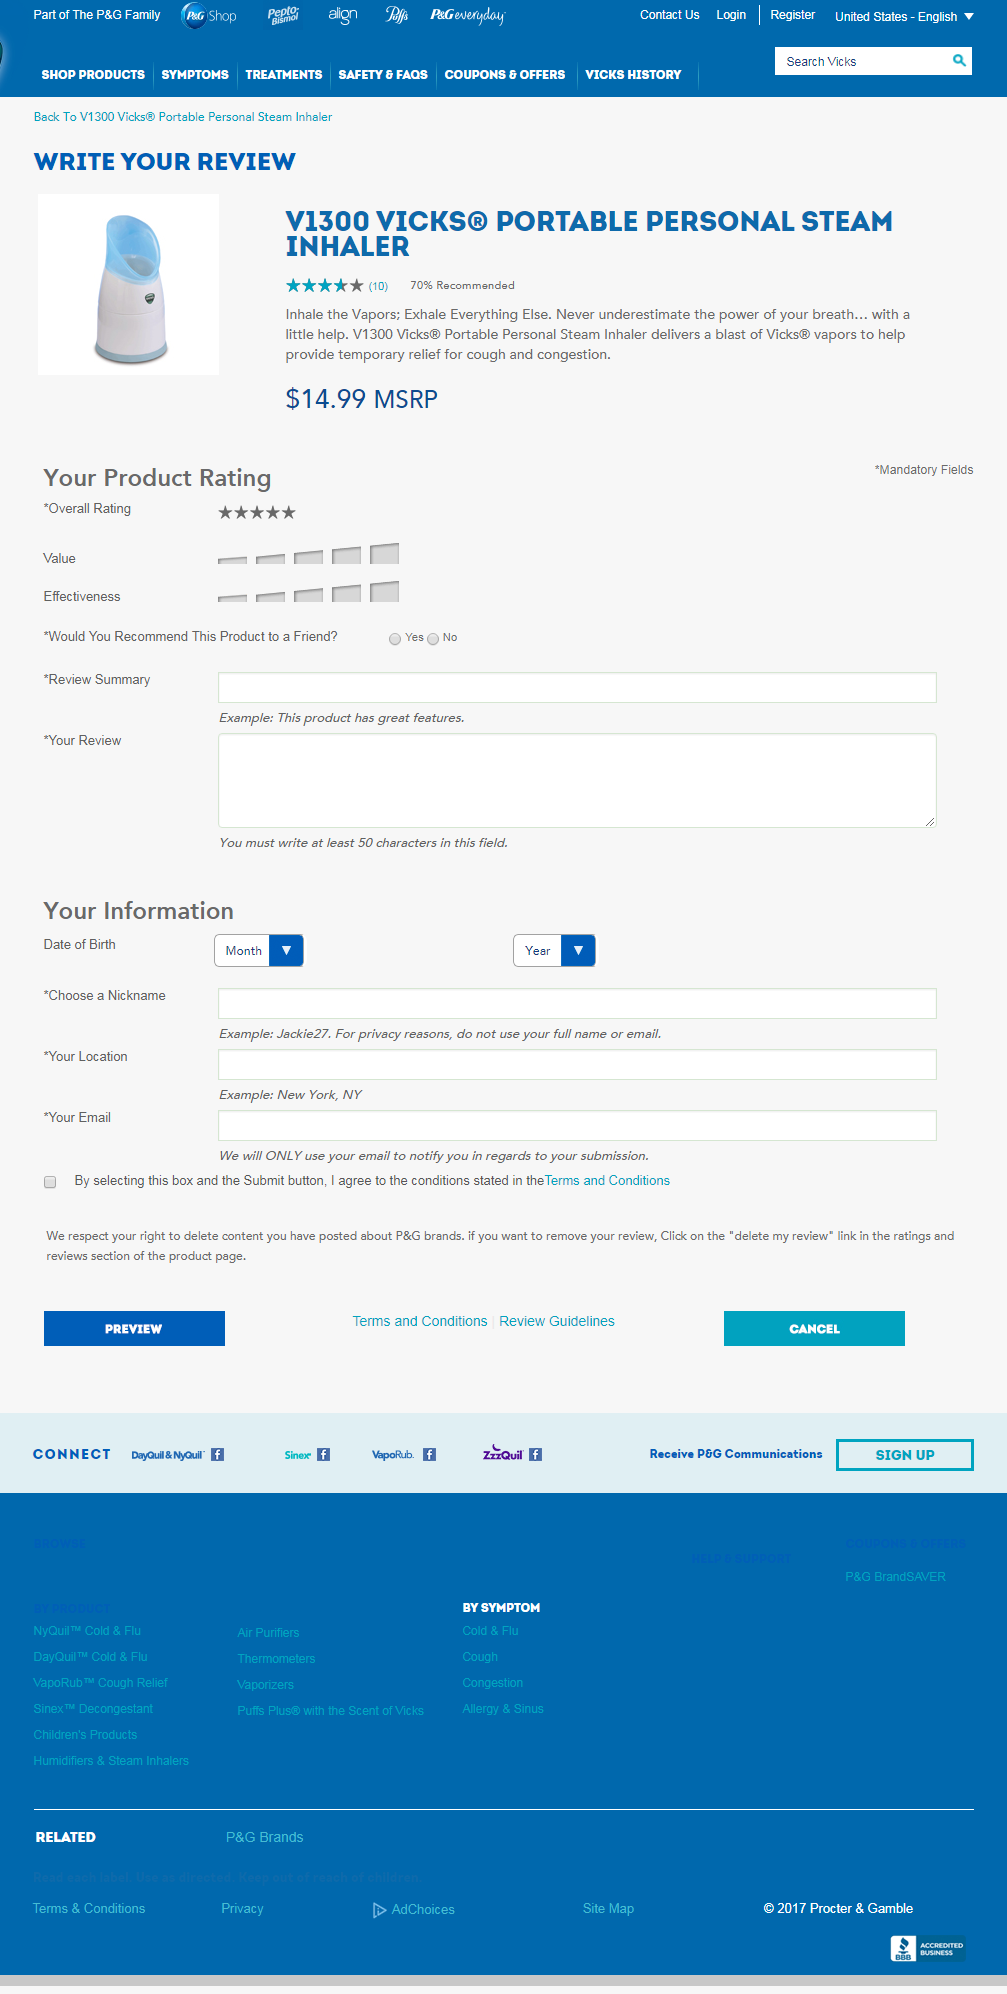 Part of The P&G Family
P&G Shop
Pepto Bismol
align
Puffs
P&G everyday
Contact Us
Login
Register
United States - English
SHOP PRODUCTS
SYMPTOMS
TREATMENTS
SAFETY & FAQS
COUPONS & OFFERS
VICKS HISTORY
Search Vicks
Back To V1300 Vicks® Portable Personal Steam Inhaler
WRITE YOUR REVIEW
V1300 VICKS® PORTABLE PERSONAL STEAM
INHALER
(10)
70% Recommended
Inhale the Vapors; Exhale Everything Else. Never underestimate the power of your breath... with a
little help. V1300 Vicks® Portable Personal Steam Inhaler delivers a blast of Vicks® vapors to help
provide temporary relief for cough and congestion.
$14.99 MSRP
Your Product Rating
*Mandatory Fields
*Overall Rating
Value
Effectiveness
*Would You Recommend This Product to a Friend?
Yes
No
*Review Summary
Example: This product has great features.
*Your Review
You must write at least 50 characters in this field.
Your Information
Date of Birth
Month
Year
*Choose a Nickname
Example: Jackie27. For privacy reasons, do not use your full name or email.
*Your Location
Example: New York, NY
*Your Email
We will ONLY use your email to notify you in regards to your submission.
By selecting this box and the Submit button, I agree to the conditions stated in theTerms and Conditions
We respect your right to delete content you have posted about P&G brands. if you want to remove your review, Click on the "delete my review" link in the ratings and
reviews section of the product page.
PREVIEW
Terms and Conditions | Review Guidelines
CANCEL
CONNECT
DayQuil & NyQuil
Sinex
VapoRub.
ZzzQuil
Receive P&G Communications
SIGN UP
BROWSE
COUPONS & OFFERS
P&G BrandSAVER
BY SYMPTOM
NyQuil™ Cold & Flu
DayQuil™ Cold & Flu
VapoRub™ Cough Relief
Sinex™ Decongestant
Children's Products
Humidifiers & Steam Inhalers
Air Purifiers
Thermometers
Vaporizers
Puffs Plus® with the Scent of Vicks
Cold & Flu
Cough
Congestion
Allergy & Sinus
RELATED
P&G Brands
Read each label. Use as directed. Keep out of reach of children.
Terms & Conditions
Privacy
AdChoices
Site Map
© 2017 Procter & Gamble
BBB
ACCREDITED
BUSINESS